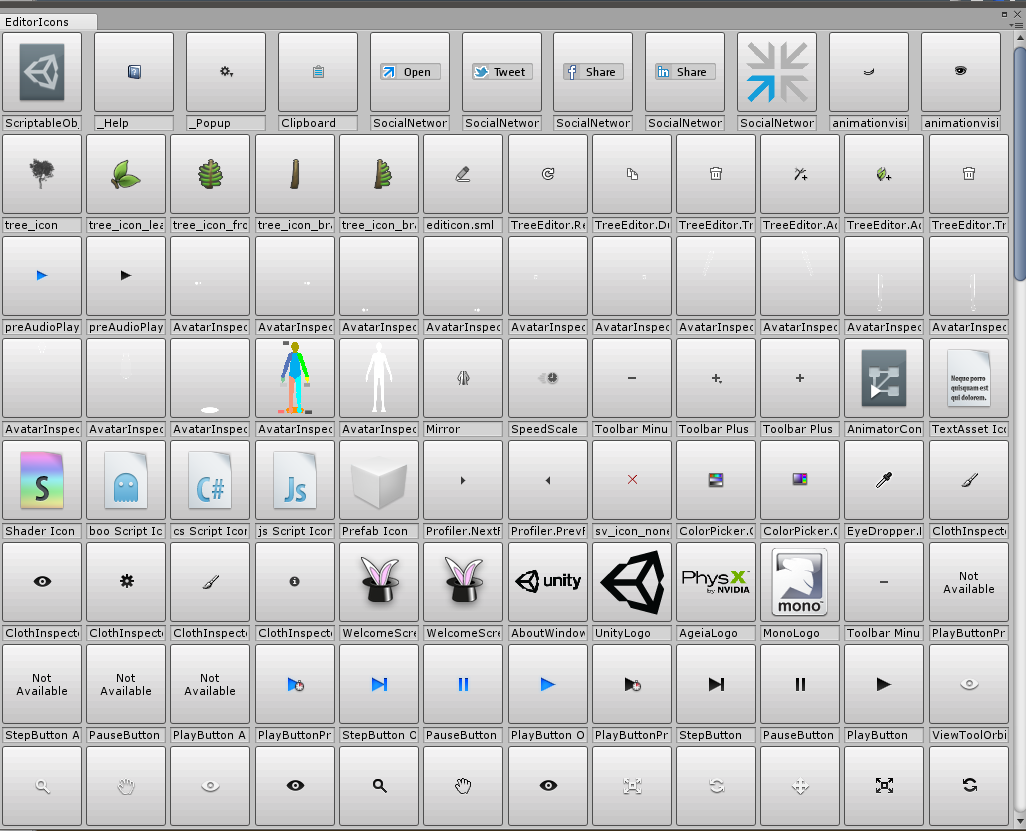 EditorIcons
Open
Tweet
Share
Share
ScriptableOb
_Help
_Popup
Clipboard
SocialNetwor
SocialNetwor
SocialNetwor
SocialNetwor
SocialNetwor
animationvisi
animationvisi
tree_icon
tree_icon_lea
tree_icon_fro
tree_icon_bra
tree_icon_bra
editicon.sml
TreeEditor.Re
TreeEditor.Du
TreeEditor.Tr
TreeEditor.Ad
TreeEditor.Ad
TreeEditor.Tr
preAudioPlay
preAudioPlay
AvatarInspec
AvatarInspec
AvatarInspec
AvatarInspec
AvatarInspec
AvatarInspec
AvatarInspec
AvatarInspec
AvatarInspec
AvatarInspec
Neque porro
quisquam est
qui dolorem.
AvatarInspec
AvatarInspec
AvatarInspec
AvatarInspec
AvatarInspec
Mirror
SpeedScale
Toolbar Minu
Toolbar Plus
Toolbar Plus
AnimatorCon
TextAsset Ico
S
C#
Js
Shader Icon
boo Script Ic
cs Script Icon
js Script Icon
Prefab Icon
Profiler.NextF
Profiler.PrevF
sv_icon_none
ColorPicker.C
ColorPicker.C
EyeDropper.L
ClothInspecto
unity
PhysX
by NVIDIA
mono
Not
Available
ClothInspecto
ClothInspecto
ClothInspecto
ClothInspecto
WelcomeScre
WelcomeScre
AboutWindow
UnityLogo
AgeiaLogo
MonoLogo
Toolbar Minu
PlayButtonPr
Not
Available
Not
Available
Not
Available
StepButton A
PauseButton
PlayButton A
PlayButtonPr
StepButton O
PauseButton
PlayButton O
PlayButtonPr
StepButton
PauseButton
PlayButton
ViewToolOrbi